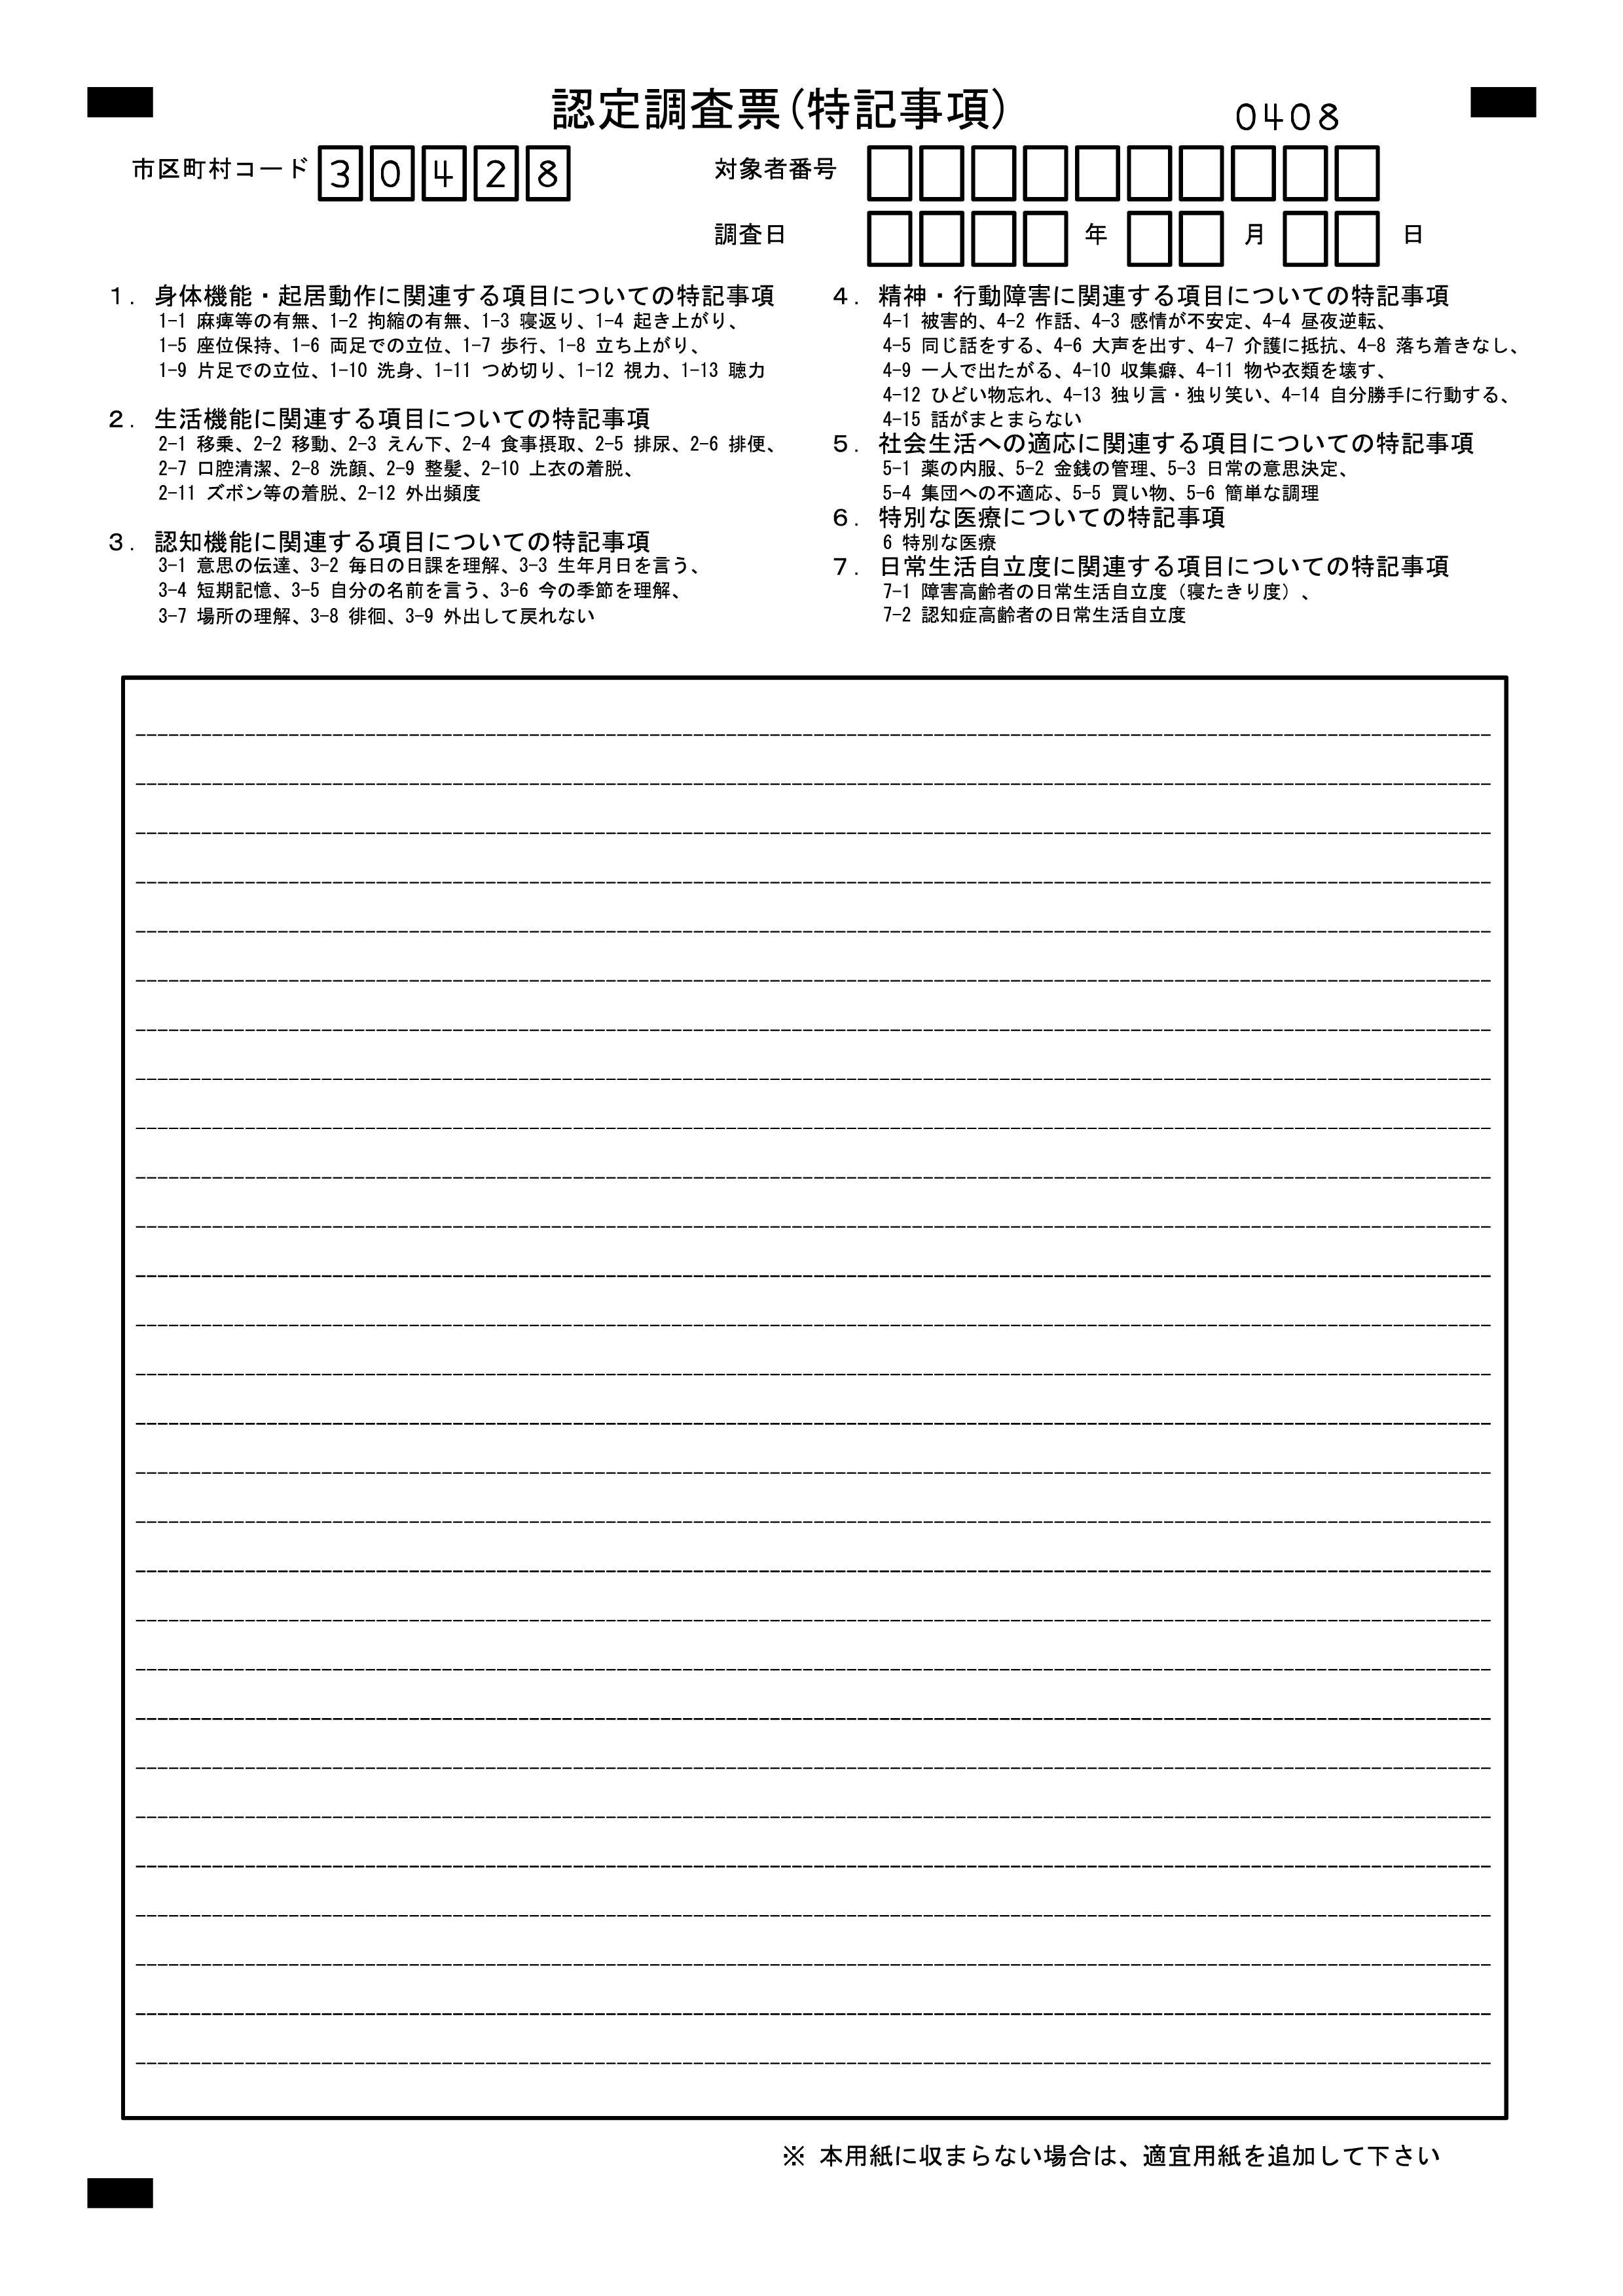 認定調査票(特記事項)
0408
市区町村コード 30428
対象者番号
調査日 年 月 日
1. 身体機能・起居動作に関連する項目についての特記事項
1-1 麻痺等の有無、1-2 拘縮の有無、1-3 寝返り、1-4 起き上がり、
1-5 座位保持、1-6 両足での立位、1-7 歩行、1-8 立ち上がり、
1-9 片足での立位、1-10 洗身、1-11 つめ切り、1-12 視力、1-13 聴力
2. 生活機能に関連する項目についての特記事項
2-1 移乗、2-2 移動、2-3 えん下、2-4 食事摂取、2-5 排尿、2-6 排便、
2-7 口腔清潔、2-8 洗顔、2-9 整髪、2-10 上衣の着脱、
2-11 ズボン等の着脱、2-12 外出頻度
3. 認知機能に関連する項目についての特記事項
3-1 意思の伝達、3-2 毎日の日課を理解、3-3 生年月日を言う、
3-4 短期記憶、3-5 自分の名前を言う、3-6 今の季節を理解、
3-7 場所の理解、3-8 徘徊、3-9 外出して戻れない
4. 精神・行動障害に関連する項目についての特記事項
4-1 被害的、4-2 作話、4-3 感情が不安定、4-4 昼夜逆転、
4-5 同じ話をする、4-6 大声を出す、4-7 介護に抵抗、4-8 落ち着きなし、
4-9 一人で出たがる、4-10 収集癖、4-11 物や衣類を壊す、
4-12 ひどい物忘れ、4-13 独り言・独り笑い、4-14 自分勝手に行動する、
4-15 話がまとまらない
5. 社会生活への適応に関連する項目についての特記事項
5-1 薬の内服、5-2 金銭の管理、5-3 日常の意思決定、
5-4 集団への不適応、5-5 買い物、5-6 簡単な調理
6. 特別な医療についての特記事項
6 特別な医療
7. 日常生活自立度に関連する項目についての特記事項
7-1 障害高齢者の日常生活自立度（寝たきり度）、
7-2 認知症高齢者の日常生活自立度
※ 本用紙に収まらない場合は、適宜用紙を追加して下さい